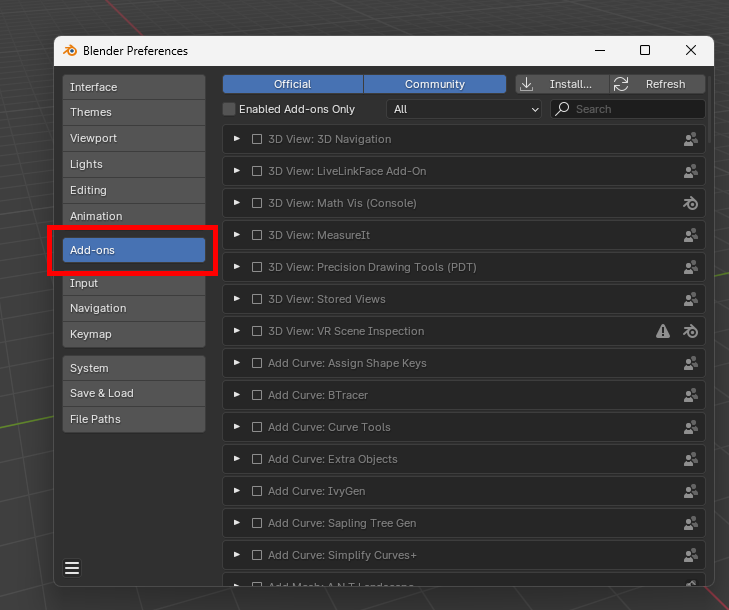 Blender Preferences
Interface
Themes
Viewport
Lights
Editing
Animation
Add-ons
Input
Navigation
Keymap
System
Save & Load
File Paths
Official Community Install... Refresh
Enabled Add-ons Only All Search
3D View: 3D Navigation
3D View: LiveLinkFace Add-On
3D View: Math Vis (Console)
3D View: MeasureIt
3D View: Precision Drawing Tools (PDT)
3D View: Stored Views
3D View: VR Scene Inspection
Add Curve: Assign Shape Keys
Add Curve: BTracer
Add Curve: Curve Tools
Add Curve: Extra Objects
Add Curve: IvyGen
Add Curve: Sapling Tree Gen
Add Curve: Simplify Curves+
Add Mesh: A.N.T.Landscape